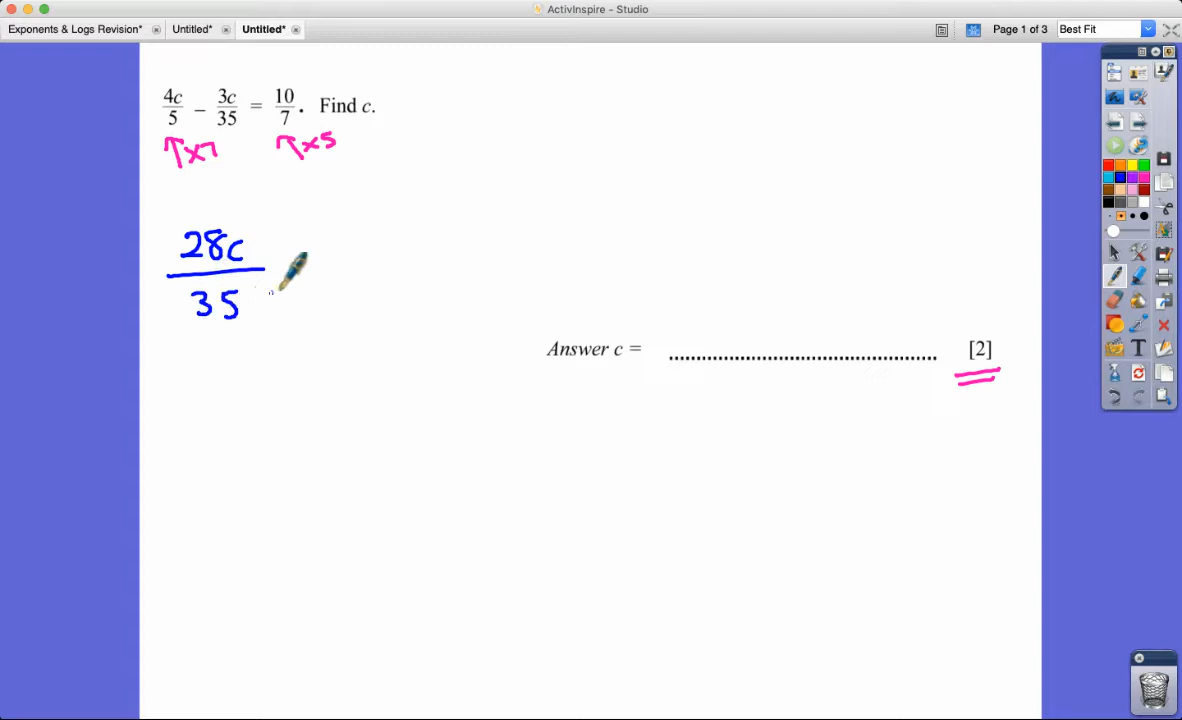 ActivInspire - Studio
Exponents & Logs Revision* Untitled* Untitled* Page 1 of 3 Best Fit
4c/5 – 3c/35 = 10/7. Find c.
×7 ×5
28c
35
Answer c = ........................................ [2]